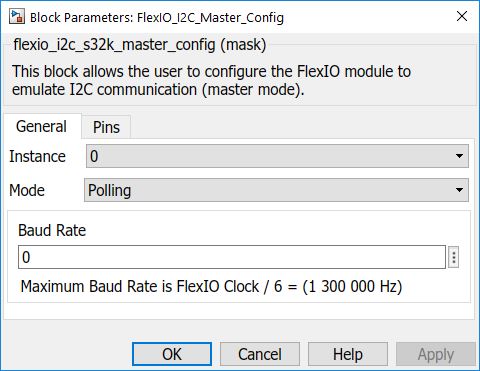 Block Parameters: FlexIO_I2C_Master_Config
flexio_i2c_s32k_master_config (mask)
This block allows the user to configure the FlexIO module to
emulate I2C communication (master mode).
General Pins
Instance 0
Mode Polling
Baud Rate
0
Maximum Baud Rate is FlexIO Clock / 6 = (1 300 000 Hz)
OK Cancel Help Apply